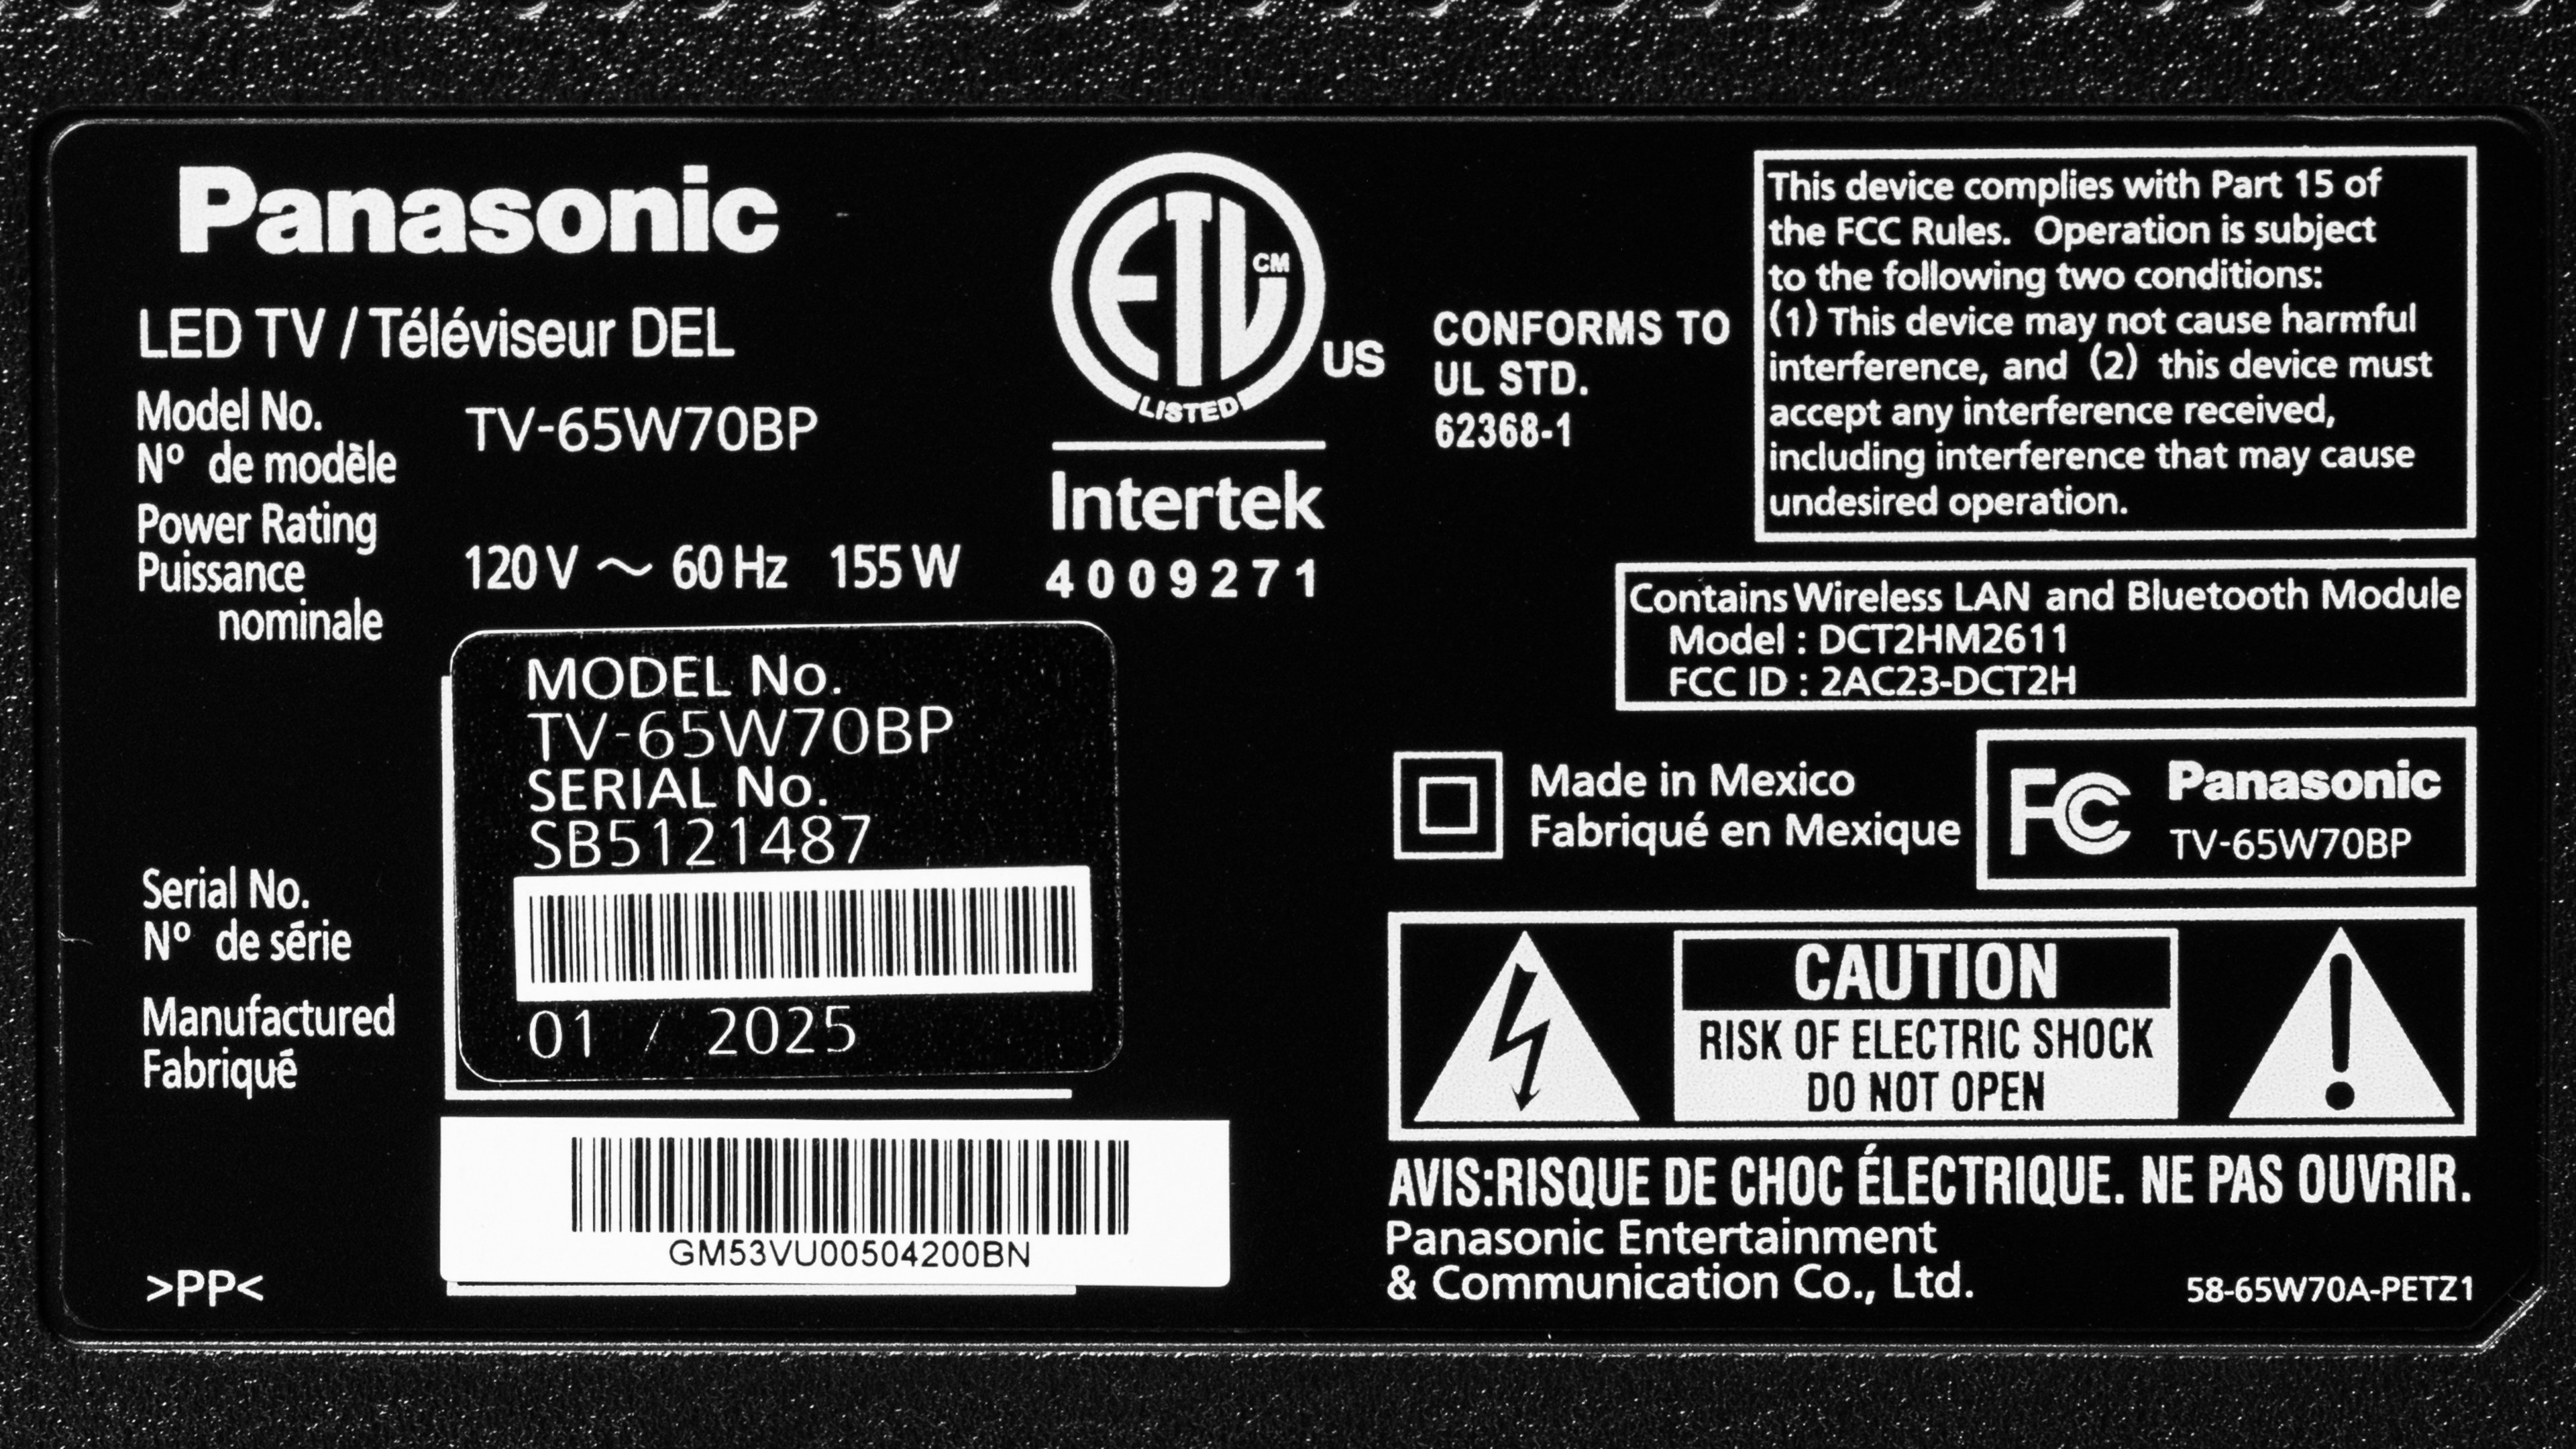 Panasonic
LED TV / Téléviseur DEL
Model No.
Nº de modèle
TV-65W70BP
Power Rating
Puissance
nominale
120 V ~ 60 Hz 155 W
MODEL No.
TV-65W70BP
SERIAL No.
SB5121487
01 / 2025
Serial No.
Nº de série
Manufactured
Fabriqué
GM53VU00504200BN
>PP<
ETL CM
LISTED
US
Intertek
4009271
CONFORMS TO
UL STD.
62368-1
This device complies with Part 15 of
the FCC Rules. Operation is subject
to the following two conditions:
(1) This device may not cause harmful
interference, and (2) this device must
accept any interference received,
including interference that may cause
undesired operation.
Contains Wireless LAN and Bluetooth Module
Model : DCT2HM2611
FCC ID : 2AC23-DCT2H
Made in Mexico
Fabriqué en Mexique
FC Panasonic
TV-65W70BP
CAUTION
RISK OF ELECTRIC SHOCK
DO NOT OPEN
AVIS:RISQUE DE CHOC ÉLECTRIQUE. NE PAS OUVRIR.
Panasonic Entertainment
& Communication Co., Ltd.
58-65W70A-PETZ1